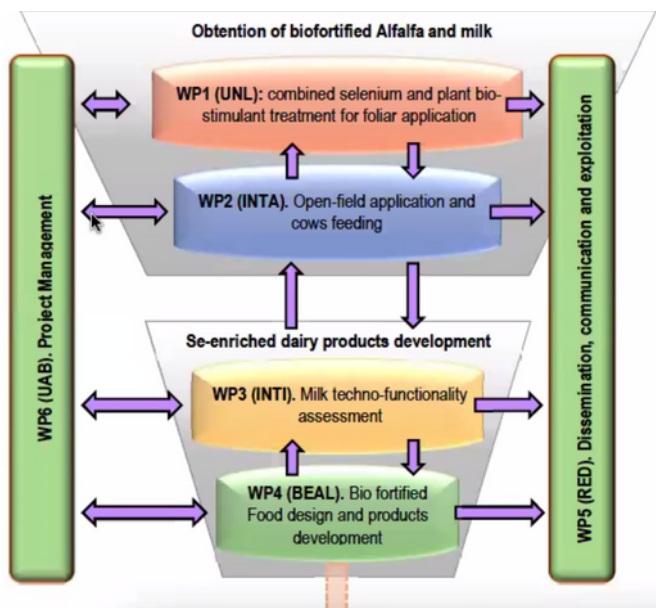 Obtention of biofortified Alfalfa and milk
WP1 (UNL): combined selenium and plant bio-
stimulant treatment for foliar application
WP2 (INTA). Open-field application and
cows feeding
Se-enriched dairy products development
WP3 (INTI). Milk techno-functionality
assessment
WP4 (BEAL). Bio fortified
Food design and products
development
WP6 (UAB). Project Management
WP5 (RED). Dissemination, communication and exploitation